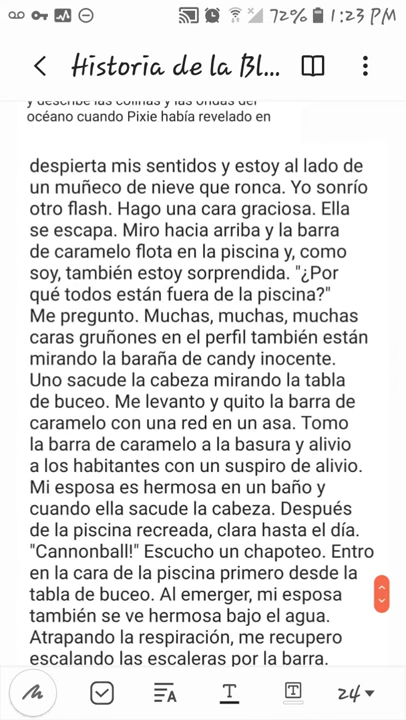 72% 1:23 PM
Historia de la Bl...
y describe las colinas y las ondas del
océano cuando Pixie había revelado en
despierta mis sentidos y estoy al lado de
un muñeco de nieve que ronca. Yo sonrío
otro flash. Hago una cara graciosa. Ella
se escapa. Miro hacia arriba y la barra
de caramelo flota en la piscina y, como
soy, también estoy sorprendida. "¿Por
qué todos están fuera de la piscina?"
Me pregunto. Muchas, muchas, muchas
caras gruñones en el perfil también están
mirando la baraña de candy inocente.
Uno sacude la cabeza mirando la tabla
de buceo. Me levanto y quito la barra de
caramelo con una red en un asa. Tomo
la barra de caramelo a la basura y alivio
a los habitantes con un suspiro de alivio.
Mi esposa es hermosa en un baño y
cuando ella sacude la cabeza. Después
de la piscina recreada, clara hasta el día.
"Cannonball!" Escucho un chapoteo. Entro
en la cara de la piscina primero desde la
tabla de buceo. Al emerger, mi esposa
también se ve hermosa bajo el agua.
Atrapando la respiración, me recupero
escalando las escaleras por la barra.
T T 24